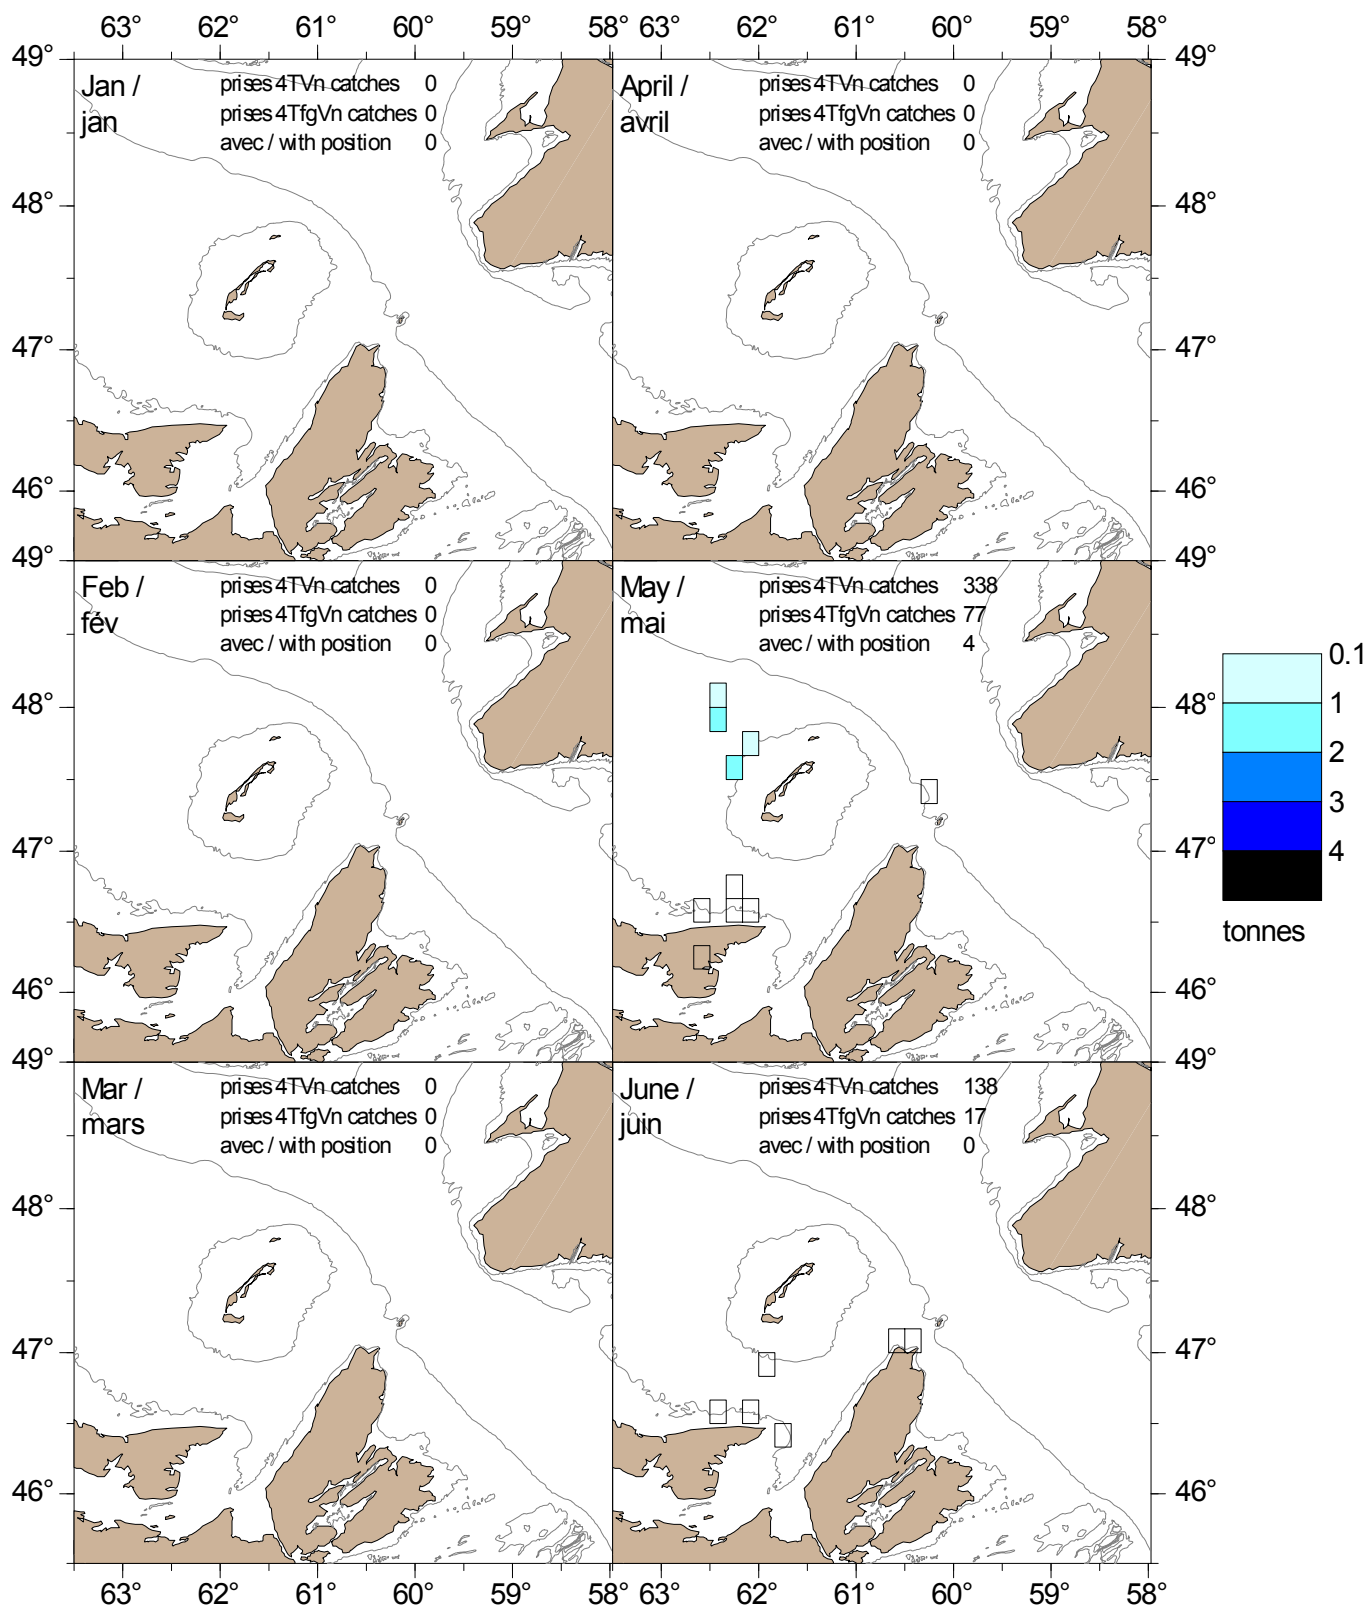 63° 62° 61° 60° 59° 58° 63° 62° 61° 60° 59° 58°
49° 49°
Jan /
jan
prises 4TVn catches 0
prises 4TfgVn catches 0
avec / with position 0
April /
avril
prises 4TVn catches 0
prises 4TfgVn catches 0
avec / with position 0
48° 48°
47° 47°
46° 46°
49° 49°
Feb /
fév
prises 4TVn catches 0
prises 4TfgVn catches 0
avec / with position 0
May /
mai
prises 4TVn catches 338
prises 4TfgVn catches 77
avec / with position 4
48° 48°
47° 47°
46° 46°
49° 49°
0.1
1
2
3
4
tonnes
Mar /
mars
prises 4TVn catches 0
prises 4TfgVn catches 0
avec / with position 0
June /
juin
prises 4TVn catches 138
prises 4TfgVn catches 17
avec / with position 0
48° 48°
47° 47°
46° 46°
63° 62° 61° 60° 59° 58° 63° 62° 61° 60° 59° 58°